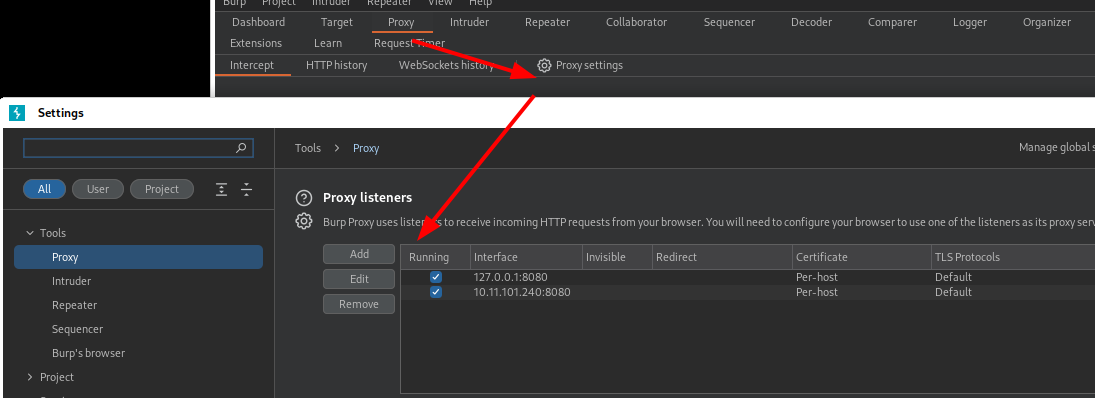 Burp Project Intruder Repeater View Help
Dashboard Target Proxy Intruder Repeater Collaborator Sequencer Decoder Comparer Logger Organizer
Extensions Learn Request Timer
Intercept HTTP history WebSockets history Proxy settings
Settings
Tools > Proxy Manage global s
All User Project
Proxy listeners
Burp Proxy uses listeners to receive incoming HTTP requests from your browser. You will need to configure your browser to use one of the listeners as its proxy serv
Tools
Proxy
Intruder
Repeater
Sequencer
Burp's browser
Project
Add
Edit
Remove
Running Interface Invisible Redirect Certificate TLS Protocols
127.0.0.1:8080 Per-host Default
10.11.101.240:8080 Per-host Default